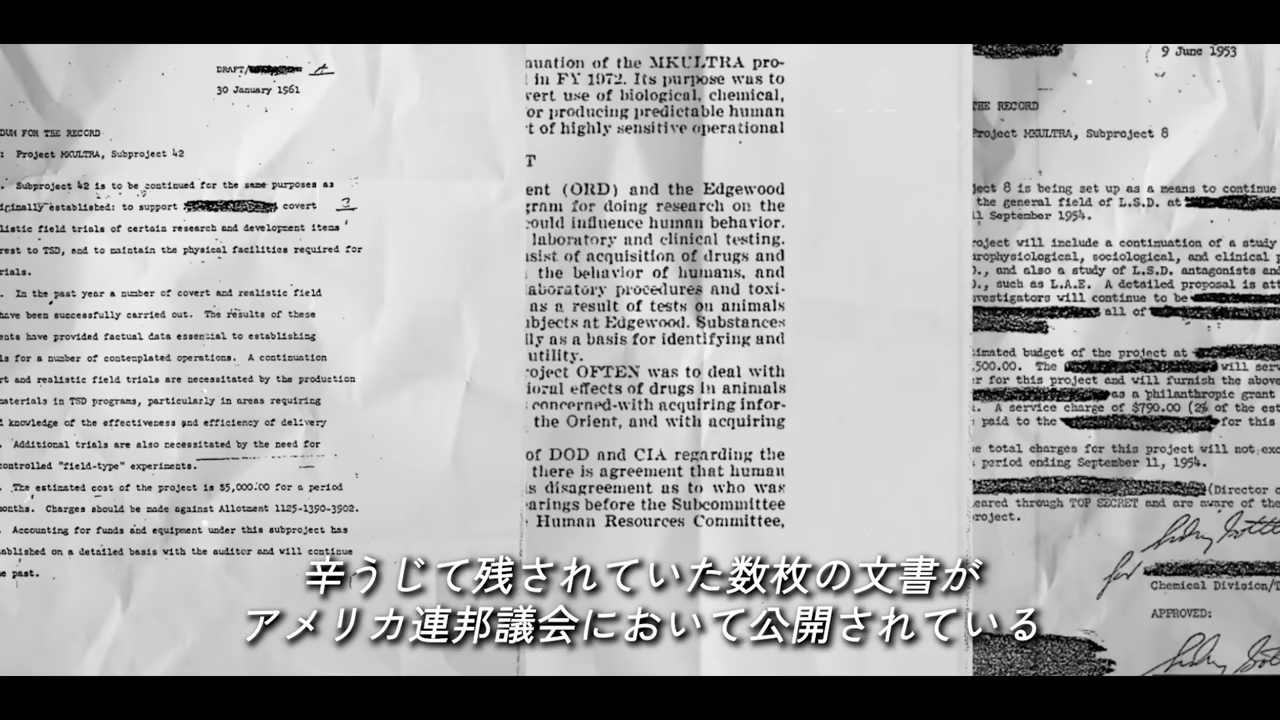 DRAFT/
30 January 1961
DUM FOR THE RECORD
: Project MKULTRA, Subproject 42
. Subproject 42 is to be continued for the same purposes as
iginally established: to support covert
listic field trials of certain research and development items
rest to TSD, and to maintain the physical facilities required for
rials.
. In the past year a number of covert and realistic field
have been successfully carried out. The results of these
ents have provided factual data essential to establishing
ls for a number of contemplated operations. A continuation
rt and realistic field trials are necessitated by the production
materials in TSD programs, particularly in areas requiring
d knowledge of the effectiveness and efficiency of delivery
. Additional trials are also necessitated by the need for
controlled "field-type" experiments.
. The estimated cost of the project is $5,000.00 for a period
months. Charges should be made against Allotment 1125-1390-3902.
. Accounting for funds and equipment under this subproject has
tablished on a detailed basis with the auditor and will continue
he past.
nuation of the MKULTRA pro-
in FY 1972. Its purpose was to
vert use of biological, chemical,
or producing predictable human
t of highly sensitive operational
T
ent (ORD) and the Edgewood
gram for doing research on the
could influence human behavior.
laboratory and clinical testing.
nsist of acquisition of drugs and
the behavior of humans, and
laboratory procedures and toxi-
as a result of tests on animals
ubjects at Edgewood. Substances
lly as a basis for identifying and
utility.
roject OFTEN was to deal with
ioral effects of drugs in animals
concerned-with acquiring infor-
the Orient, and with acquiring
of DOD and CIA regarding the
there is agreement that human
is disagreement as to who was
earings before the Subcommittee
Human Resources Committee,
9 June 1953
THE RECORD
Project MKULTRA, Subproject 8
ject 8 is being set up as a means to continue
the general field of L.S.D. at
il September 1954.
roject will include a continuation of a study
urophysiological, sociological, and clinical p
D., and also a study of L.S.D. antagonists and
D., such as L.A.E. A detailed proposal is att
vestigators will continue to be
all of
timated budget of the project at
,500.00. The will serv
er for this project and will furnish the above
as a philanthropic grant
. A service charge of $790.00 (2% of the est
paid to the for this
he total charges for this project will not exc
period ending September 11, 1954.
(Director o
eared through TOP SECRET and are aware of the
roject.
for
Chemical Division/T
APPROVED:
辛うじて残されていた数枚の文書が
アメリカ連邦議会において公開されている